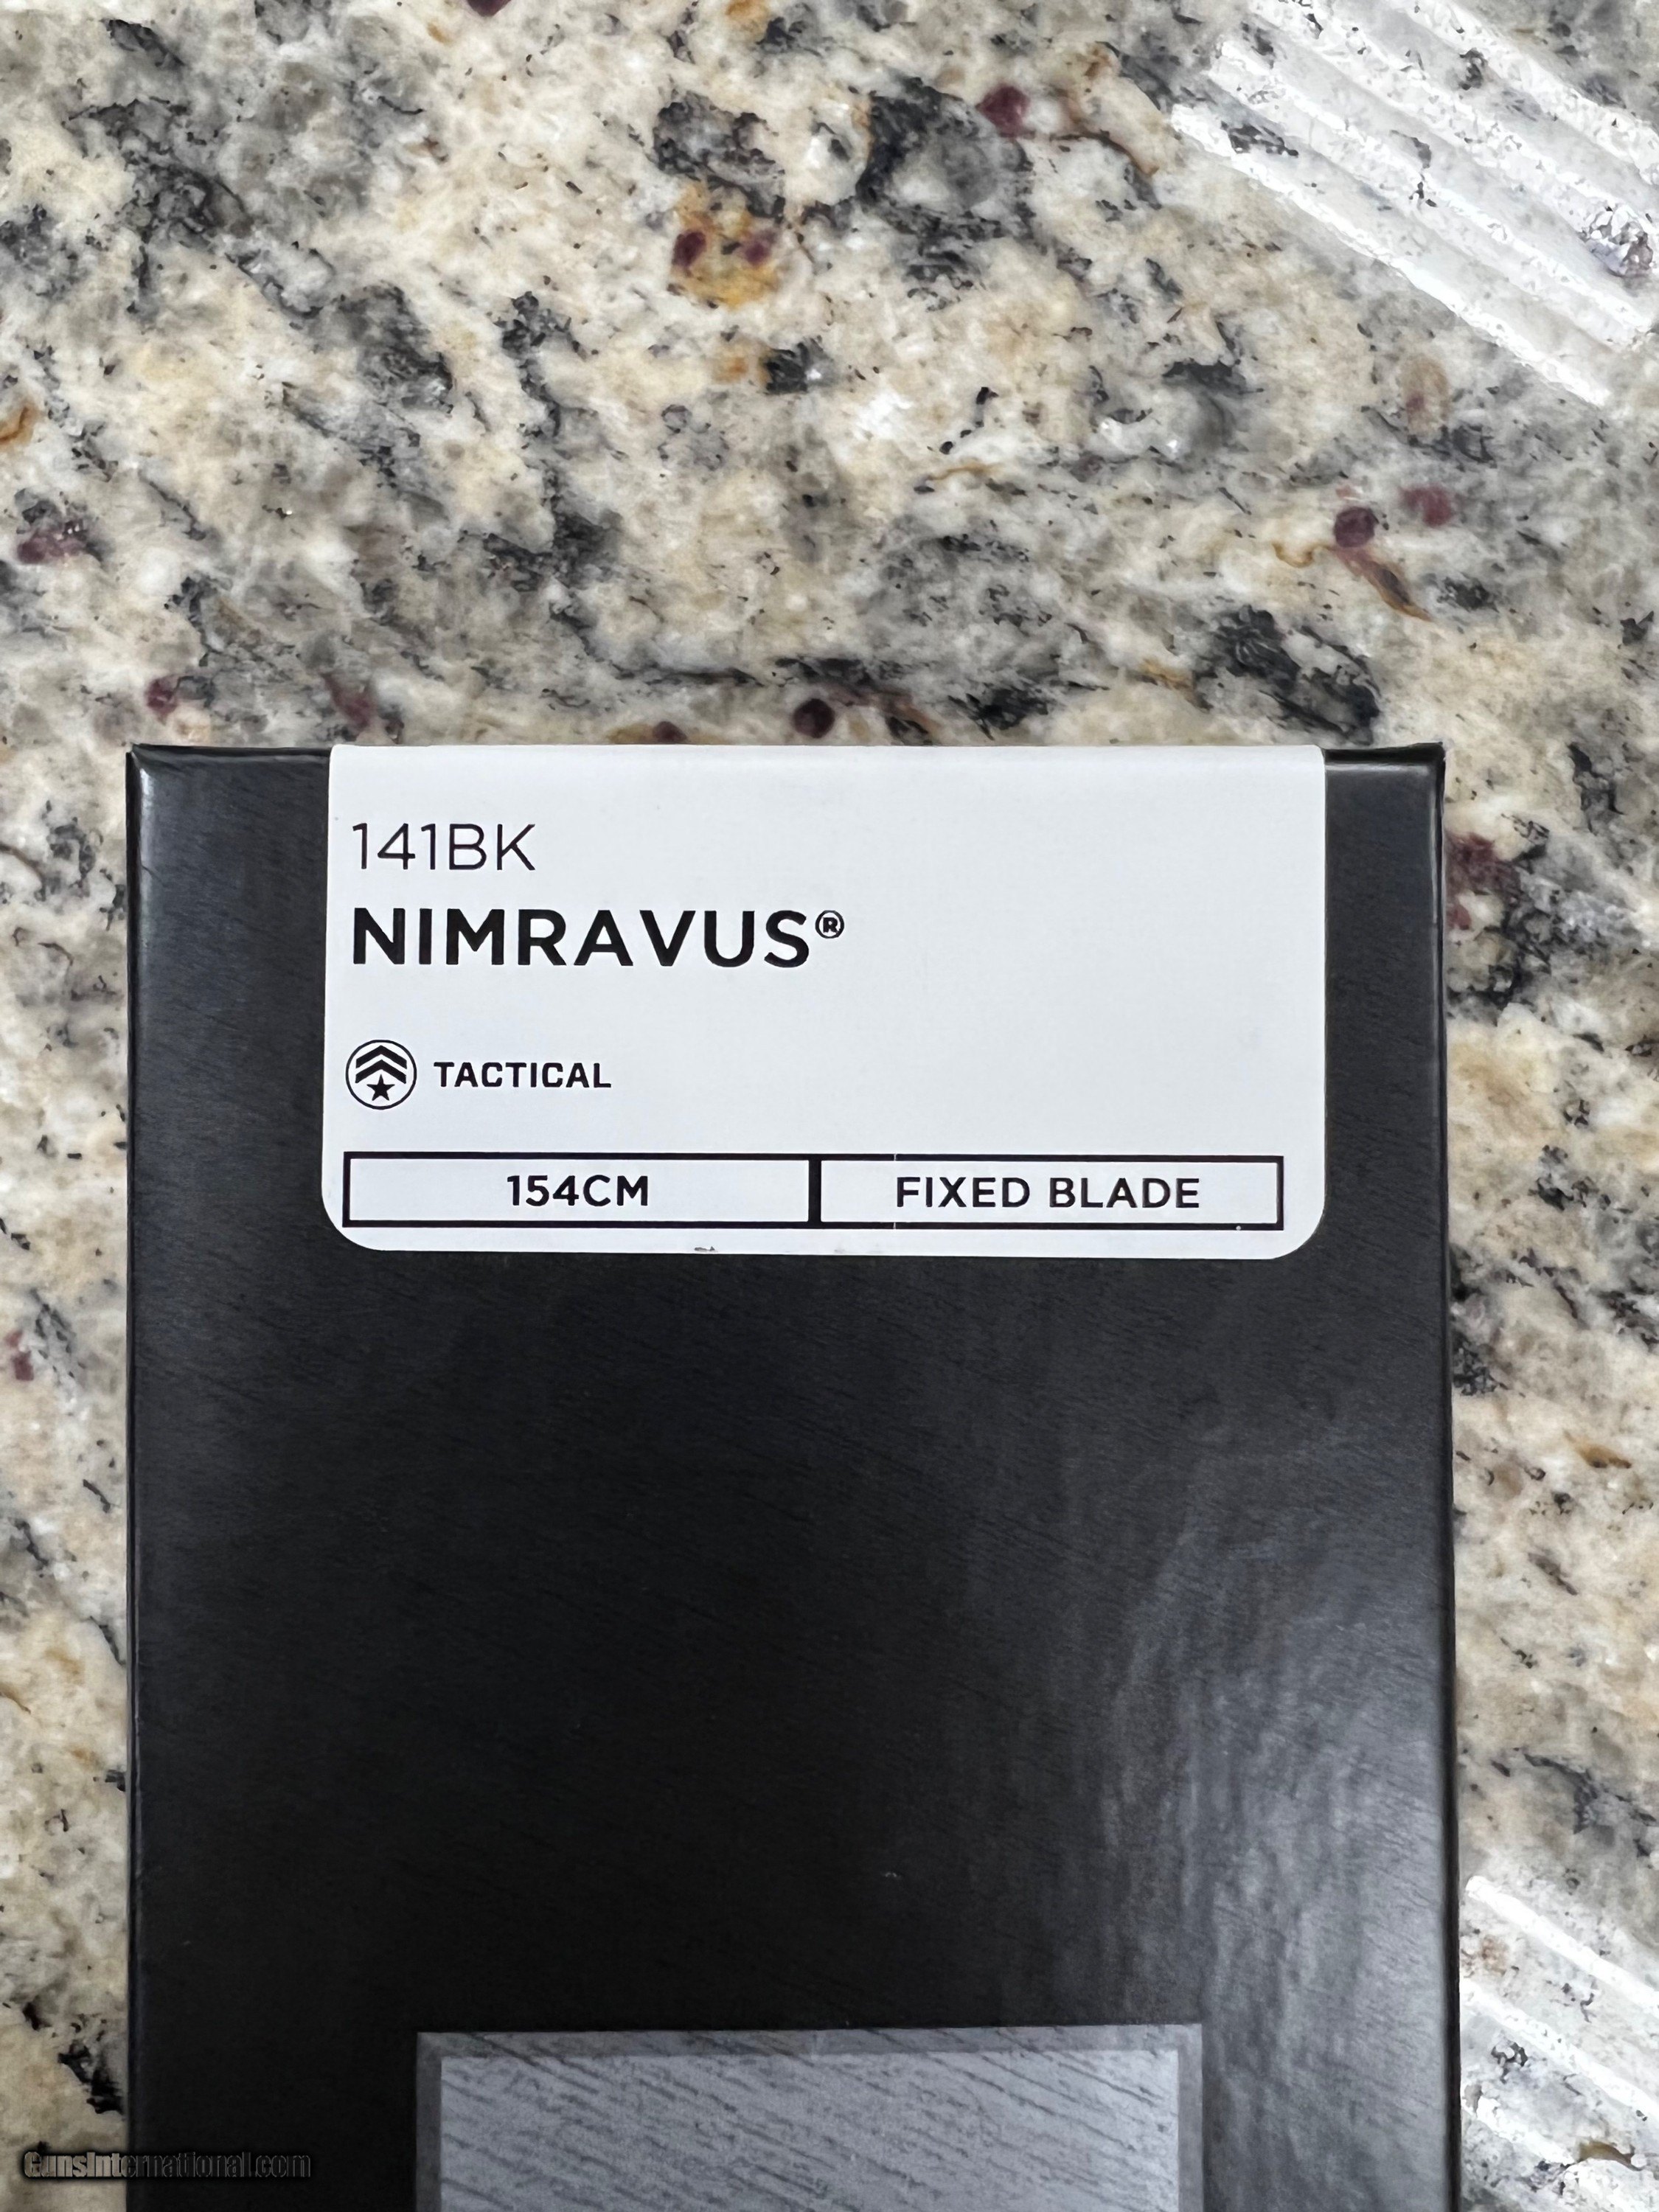 141BK
NIMRAVUS®
TACTICAL
154CM FIXED BLADE
GunsInternational.com